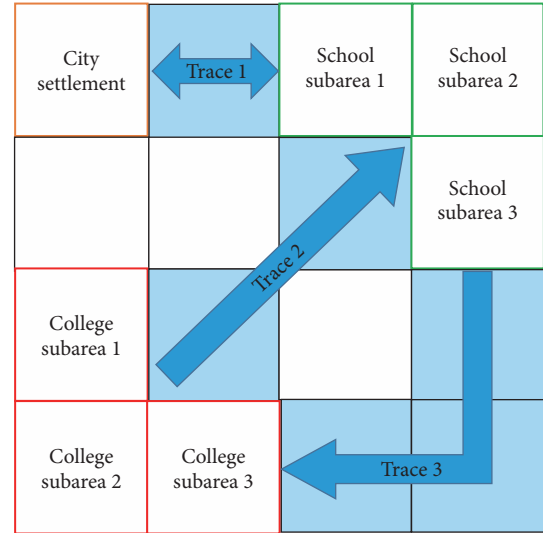 City
settlement
Trace 1
School
subarea 1
School
subarea 2
School
subarea 3
Trace 2
College
subarea 1
College
subarea 2
College
subarea 3
Trace 3